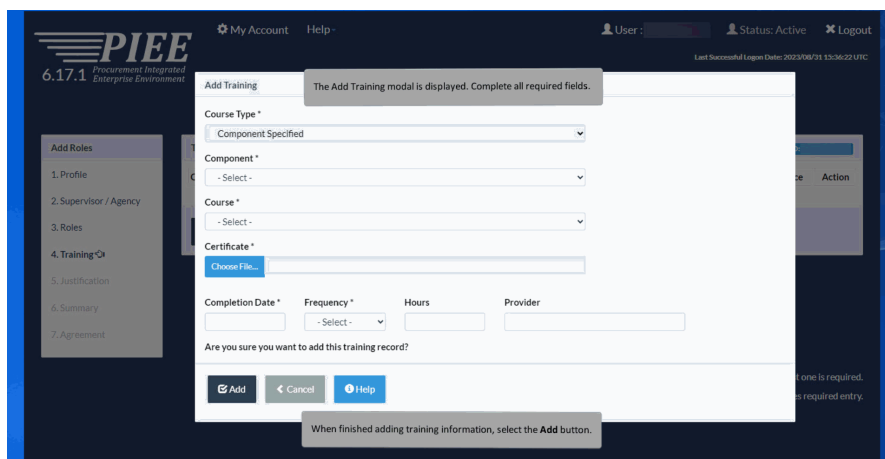 My Account Help
User :
Status: Active
Logout
PIEE
6.17.1 Procurement Integrated
Enterprise Environment
Last Successful Logon Date: 2023/08/31 15:36:22 UTC
Add Training
The Add Training modal is displayed. Complete all required fields.
Course Type *
Component Specified
Component *
- Select -
Course *
- Select -
Certificate *
Choose File...
Completion Date * Frequency * Hours Provider
- Select -
Are you sure you want to add this training record?
Add Cancel Help
When finished adding training information, select the Add button.
Add Roles
1. Profile
2. Supervisor / Agency
3. Roles
4. Training
5. Justification
6. Summary
7. Agreement
Action
t one is required.
es required entry.